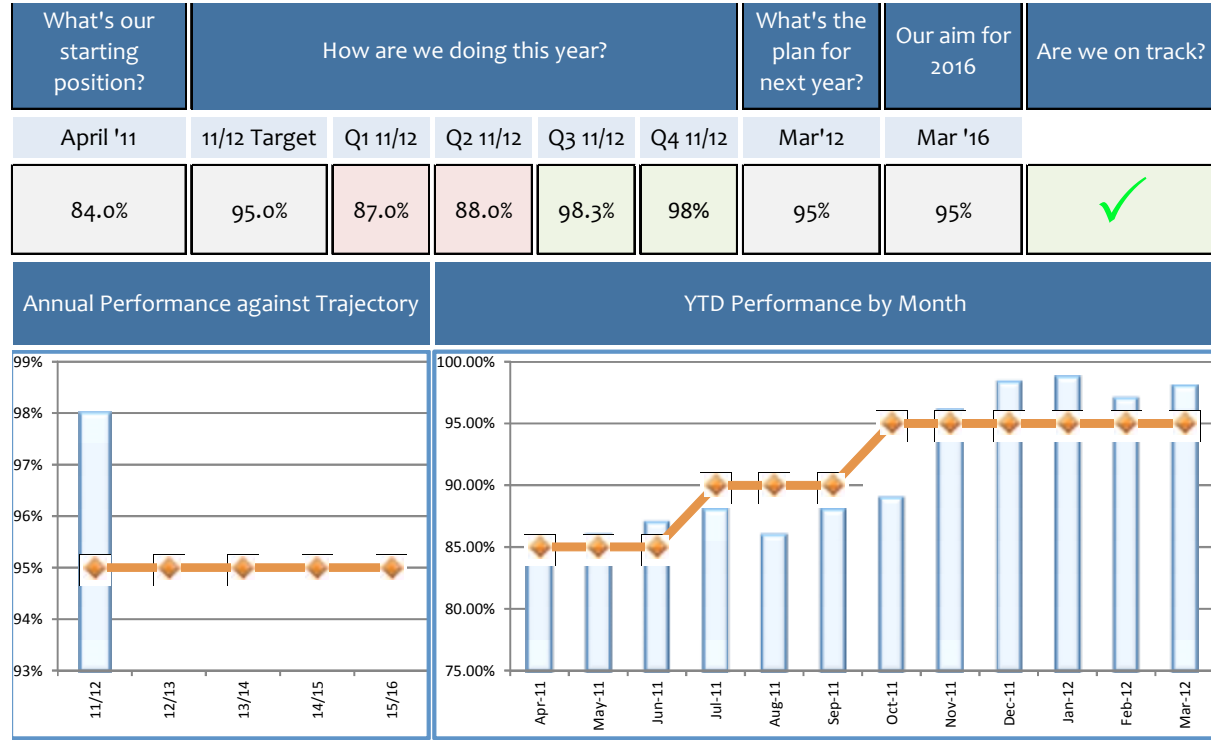 What's our
starting
position?
How are we doing this year?
What's the
plan for
next year?
Our aim for
2016
Are we on track?
April '11
11/12 Target
Q1 11/12
Q2 11/12
Q3 11/12
Q4 11/12
Mar'12
Mar '16
84.0%
95.0%
87.0%
88.0%
98.3%
98%
95%
95%
Annual Performance against Trajectory
99%
98%
97%
96%
95%
94%
93%
11/12
12/13
13/14
14/15
15/16
YTD Performance by Month
100.00%
95.00%
90.00%
85.00%
80.00%
75.00%
Apr-11
May-11
Jun-11
Jul-11
Aug-11
Sep-11
Oct-11
Nov-11
Dec-11
Jan-12
Feb-12
Mar-12